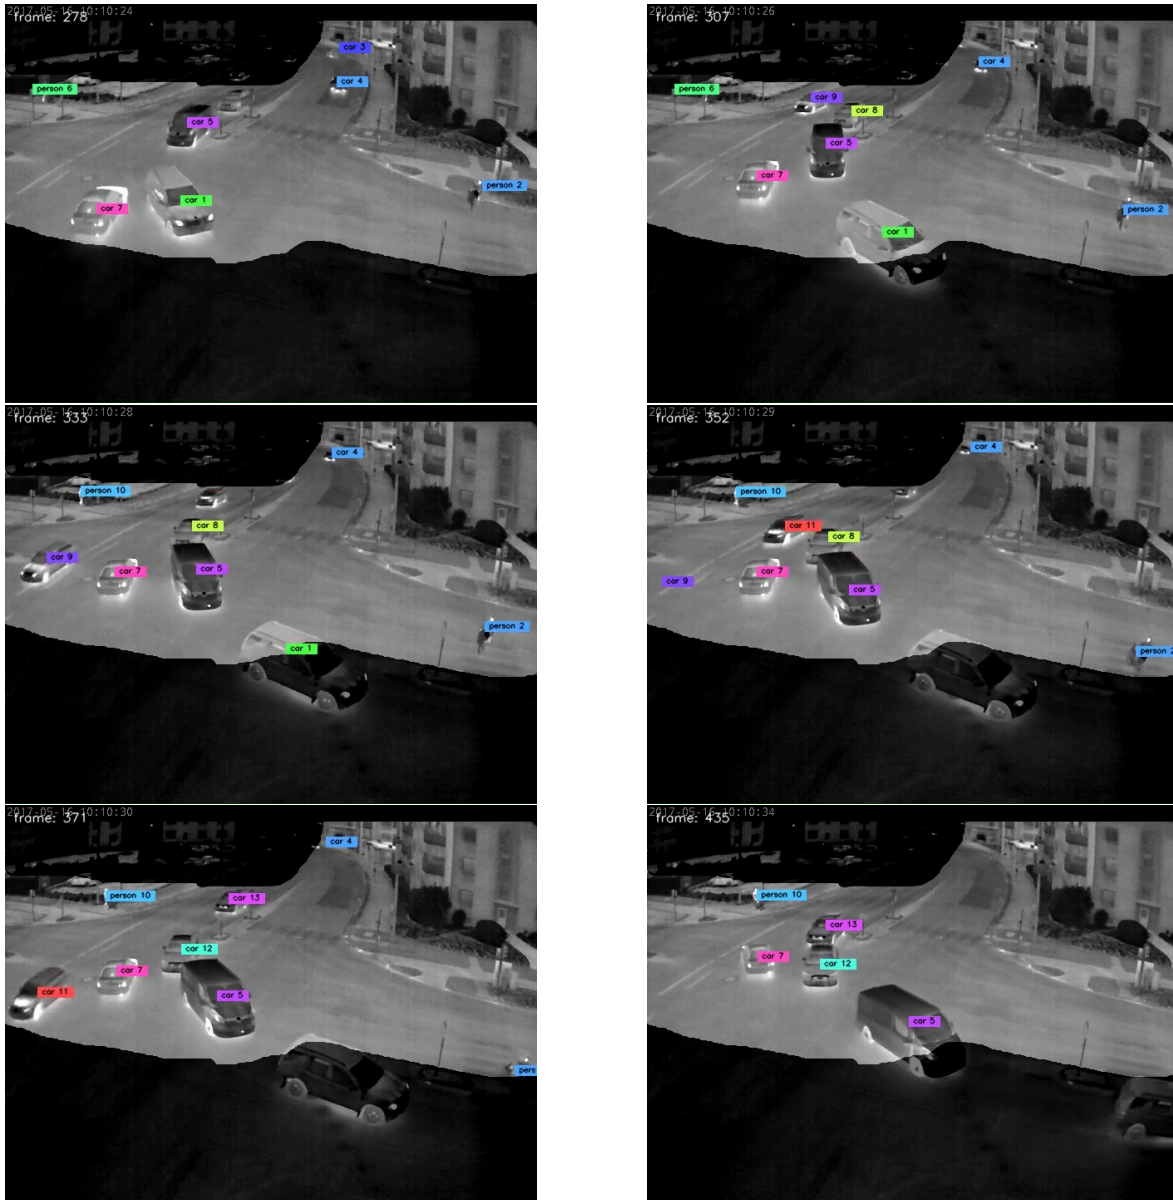 2017-05-16 10:10:24
frame: 278
car 3
car 4
person 6
car 5
person 2
car 1
car 7
2017-05-16 10:10:26
frame: 307
car 4
person 6
car 9
car 8
car 5
car 7
person 2
car 1
2017-05-16 10:10:28
frame: 333
car 4
person 10
car 8
car 9
car 7
car 5
person 2
car 1
2017-05-16 10:10:29
frame: 352
car 4
person 10
car 11
car 8
car 7
car 9
car 5
person 2
2017-05-16 10:10:30
frame: 371
car 4
person 10
car 13
car 12
car 7
car 11
car 5
pers
2017-05-16 10:10:34
frame: 435
person 10
car 13
car 7
car 12
car 5